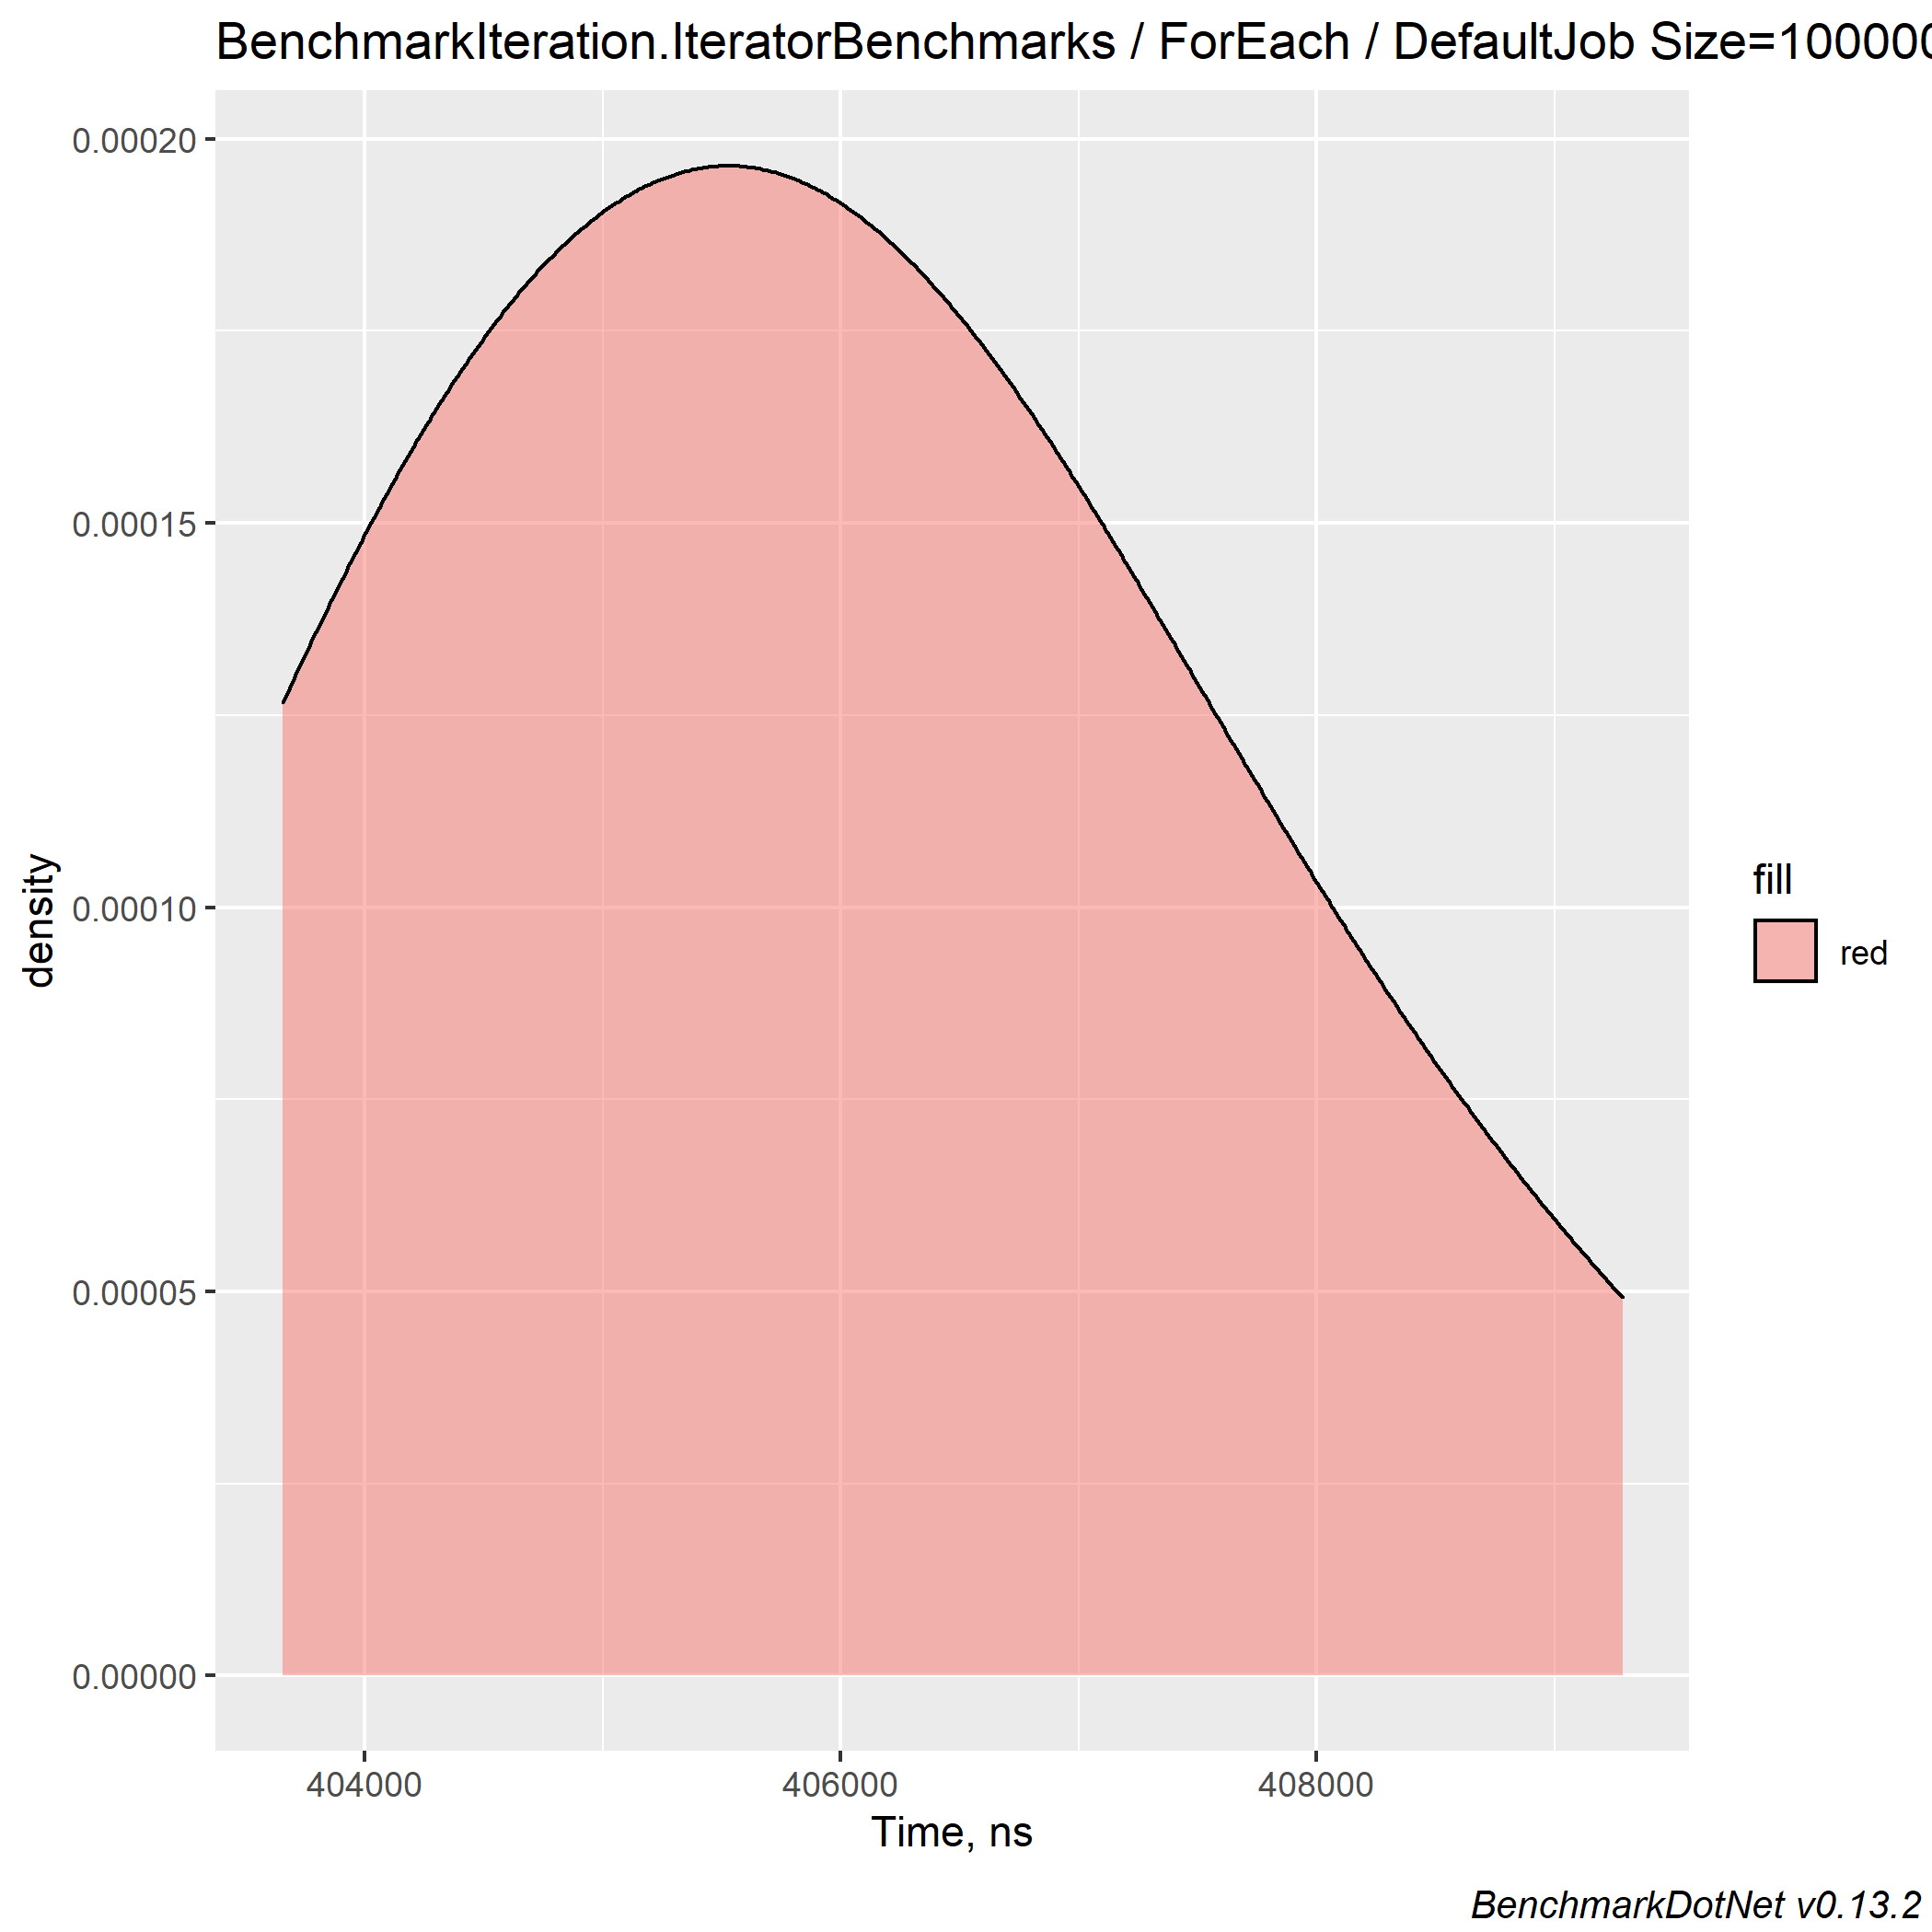 BenchmarkIteration.IteratorBenchmarks / ForEach / DefaultJob Size=100000
0.00020
0.00015
0.00010
0.00005
0.00000
density
404000 406000 408000
Time, ns
fill
red
BenchmarkDotNet v0.13.2